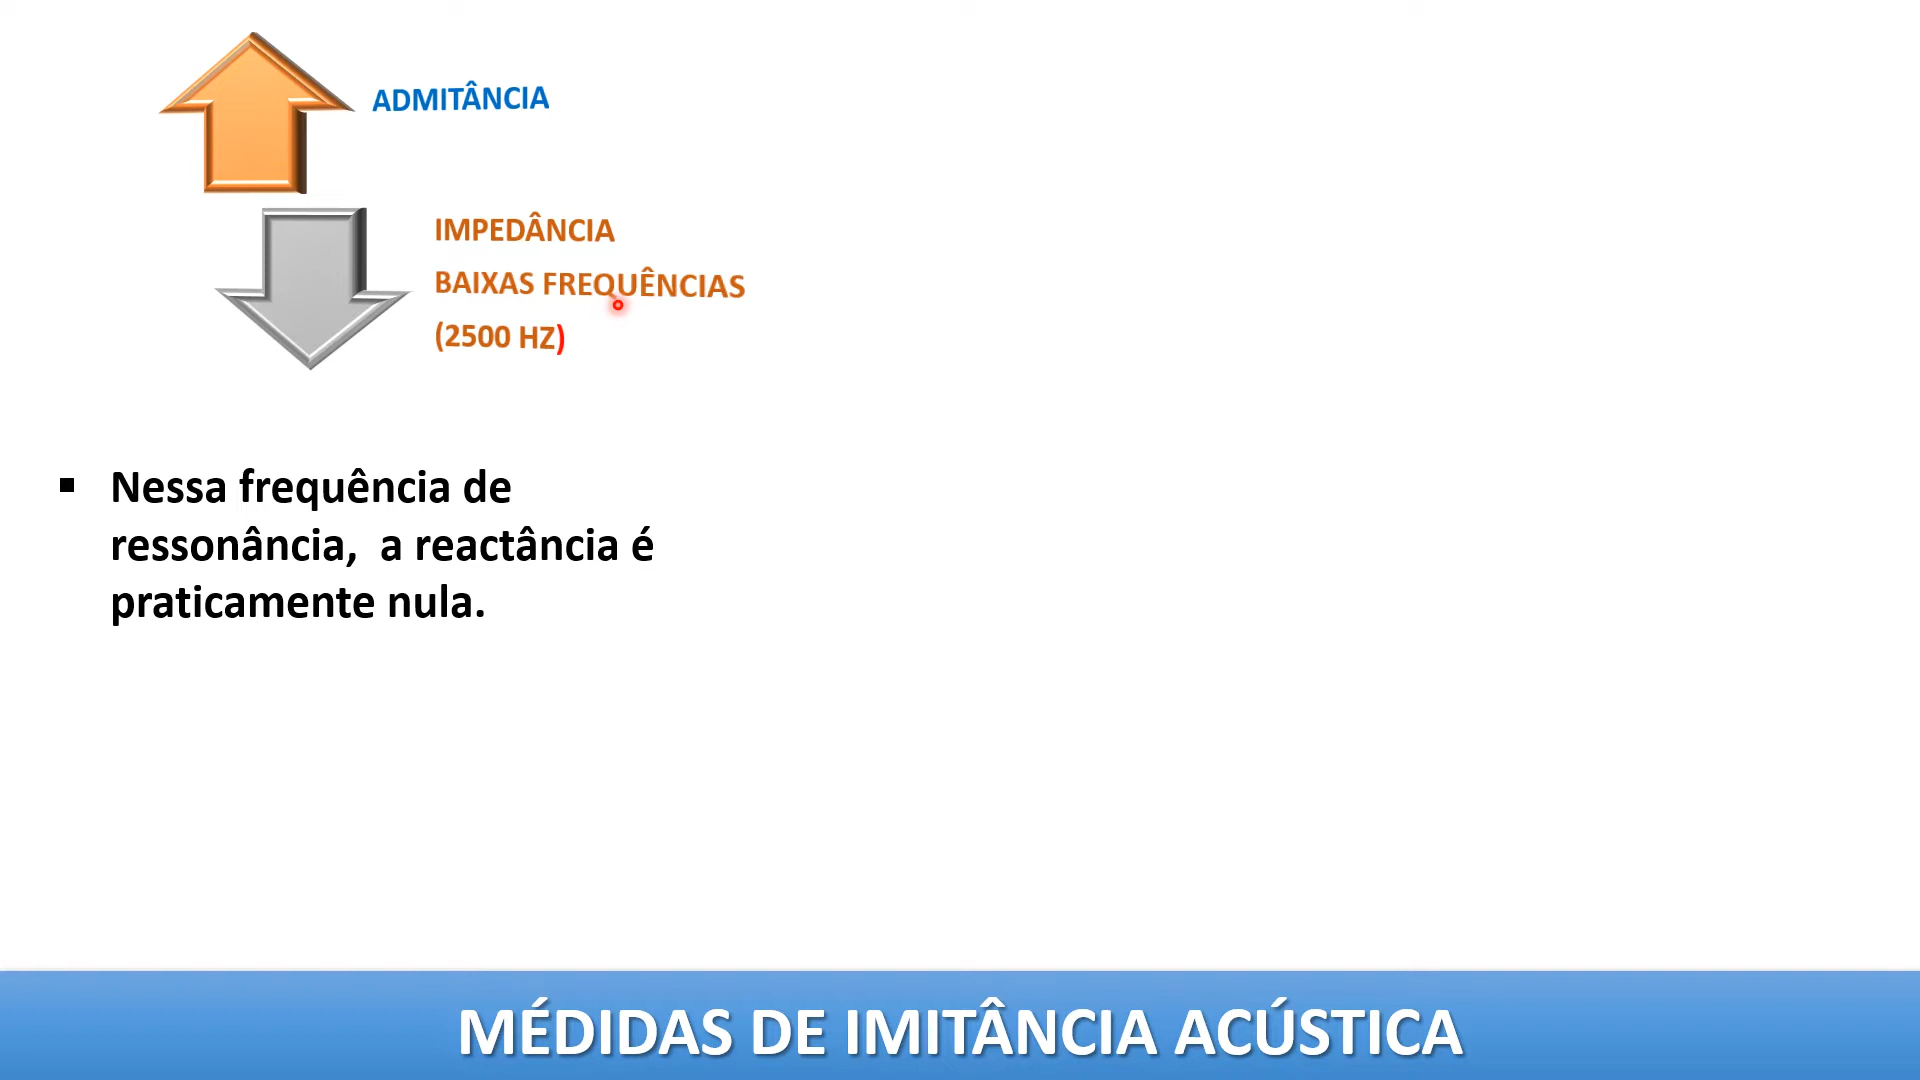 ADMITÂNCIA
IMPEDÂNCIA
BAIXAS FREQUÊNCIAS
(2500 HZ)
▪ Nessa frequência de
ressonância, a reactância é
praticamente nula.
MÉDIDAS DE IMITÂNCIA ACÚSTICA